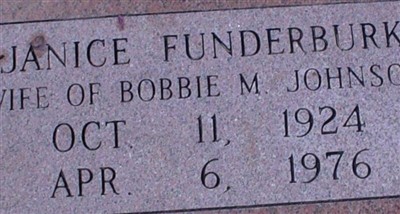 JANICE FUNDERBURK
WIFE OF BOBBIE M. JOHNSO
OCT. 11, 1924
APR. 6, 1976